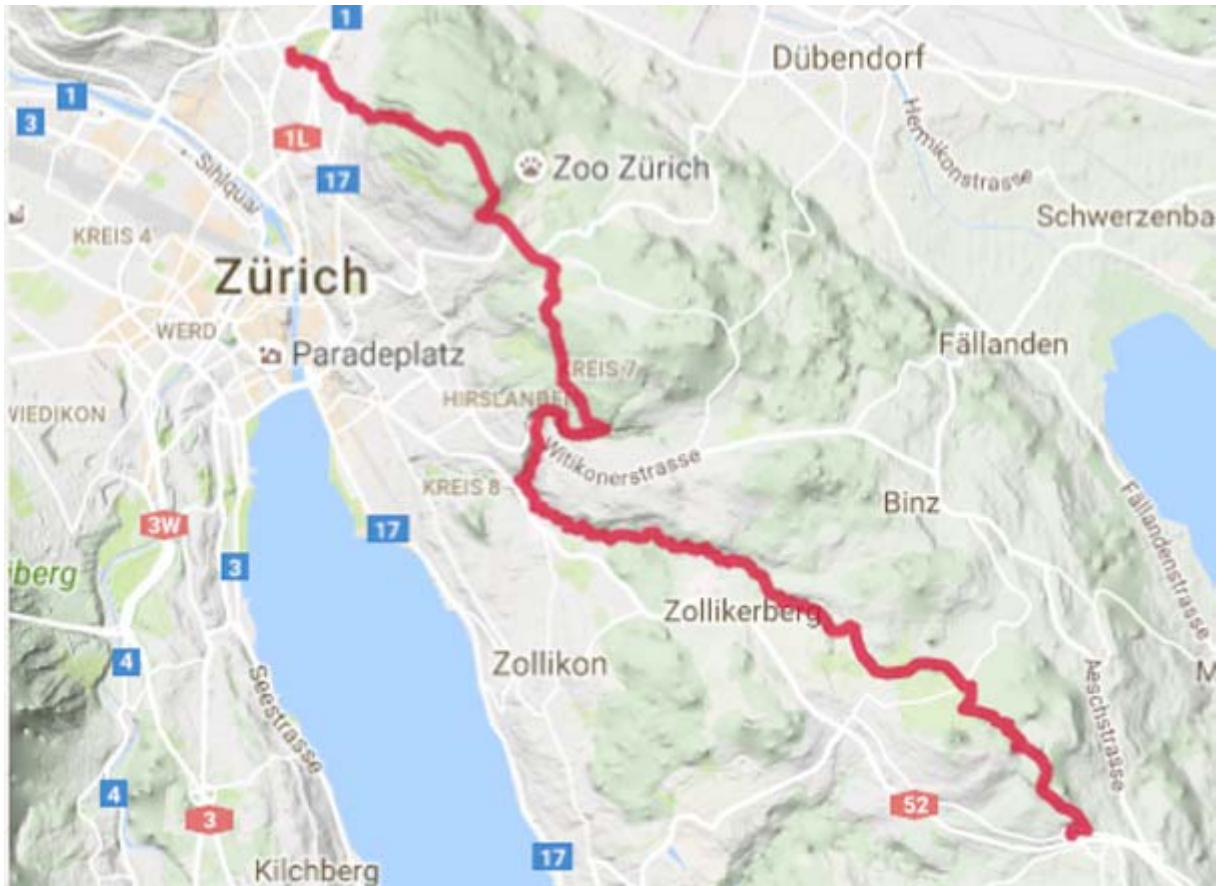 1
Dübendorf
1
3
1L
Hermikonstrasse
Zoo Zürich
17
Sihlquai
Schwerzenba
KREIS 4
Zürich
WERD
Paradeplatz
Fällanden
KREIS 7
HIRSLANDEN
WIEDIKON
Witikonerstrasse
KREIS 8
Binz
Fällandenstrasse
3W
17
3
iberg
Zollikerberg
4
Zollikon
M
Aeschstrasse
Seestrasse
4
3
52
17
Kilchberg